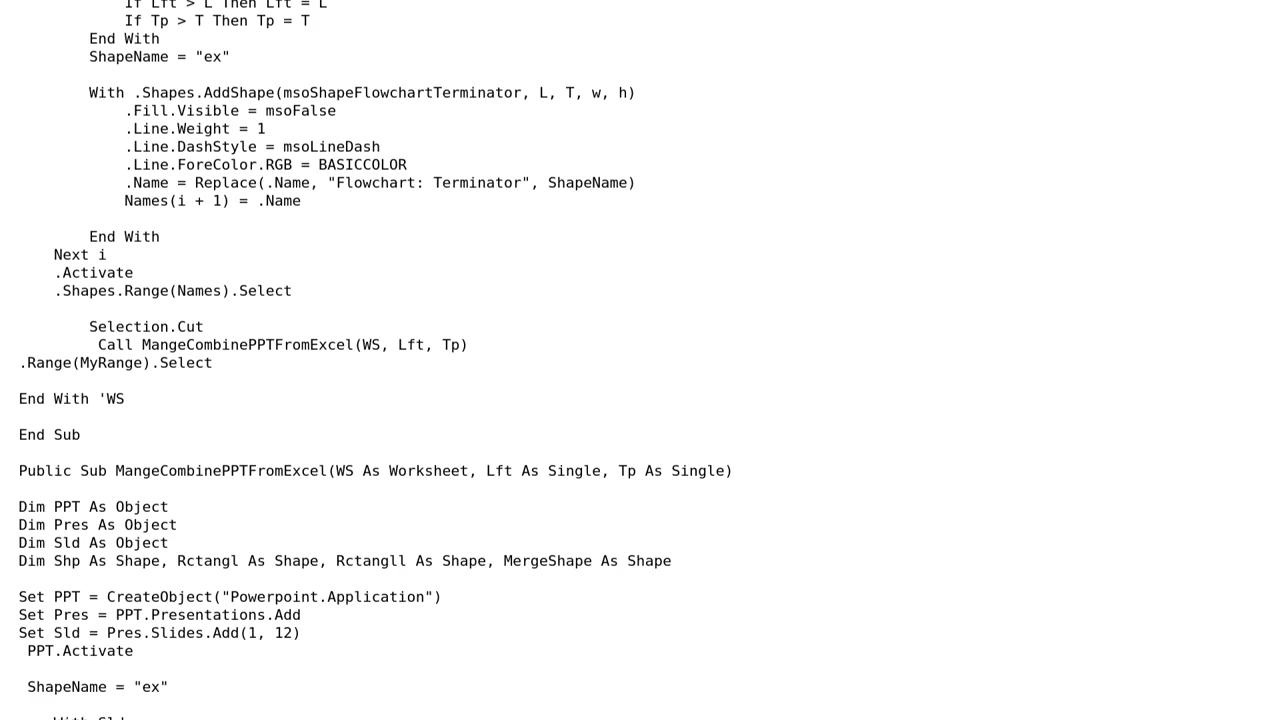 If Lft > L Then Lft = L
If Tp > T Then Tp = T
End With
ShapeName = "ex"
With .Shapes.AddShape(msoShapeFlowchartTerminator, L, T, w, h)
.Fill.Visible = msoFalse
.Line.Weight = 1
.Line.DashStyle = msoLineDash
.Line.ForeColor.RGB = BASICCOLOR
.Name = Replace(.Name, "Flowchart: Terminator", ShapeName)
Names(i + 1) = .Name
End With
Next i
.Activate
.Shapes.Range(Names).Select
Selection.Cut
Call MangeCombinePPTFromExcel(WS, Lft, Tp)
.Range(MyRange).Select
End With 'WS
End Sub
Public Sub MangeCombinePPTFromExcel(WS As Worksheet, Lft As Single, Tp As Single)
Dim PPT As Object
Dim Pres As Object
Dim Sld As Object
Dim Shp As Shape, Rctangl As Shape, Rctangll As Shape, MergeShape As Shape
Set PPT = CreateObject("Powerpoint.Application")
Set Pres = PPT.Presentations.Add
Set Sld = Pres.Slides.Add(1, 12)
PPT.Activate
ShapeName = "ex"
With Sld